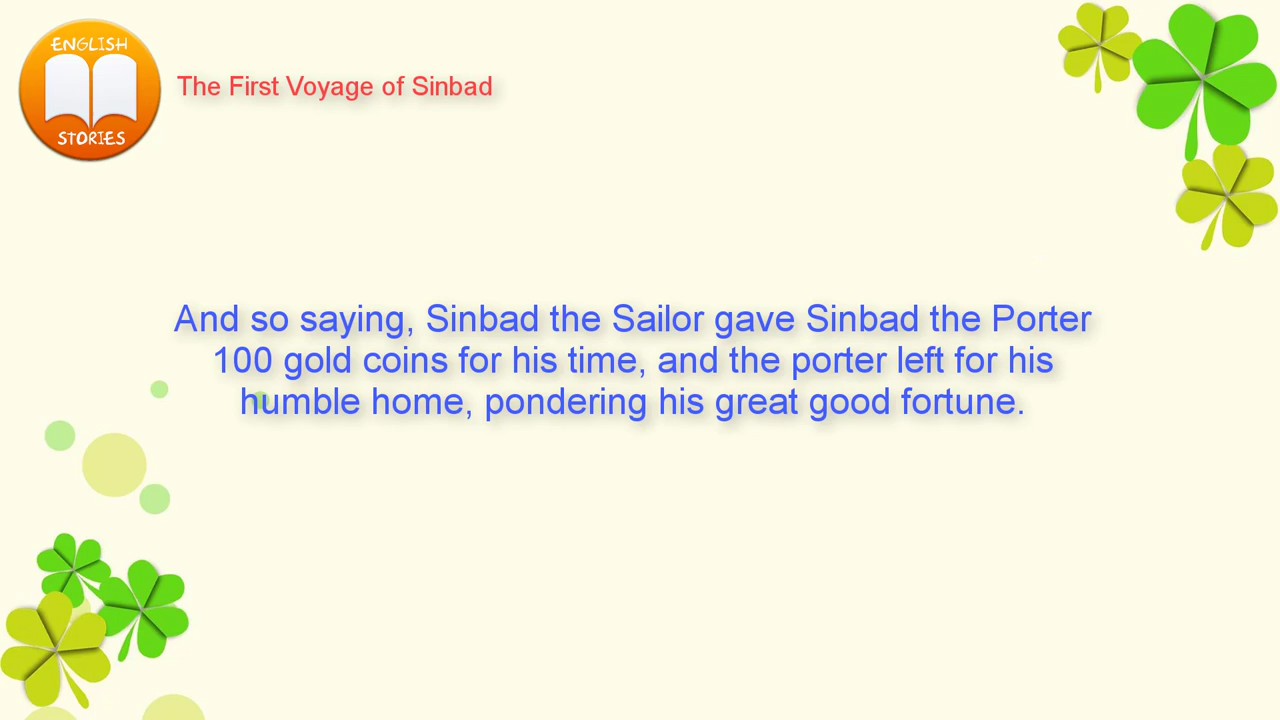 ENGLISH
STORIES
The First Voyage of Sinbad
And so saying, Sinbad the Sailor gave Sinbad the Porter
100 gold coins for his time, and the porter left for his
humble home, pondering his great good fortune.